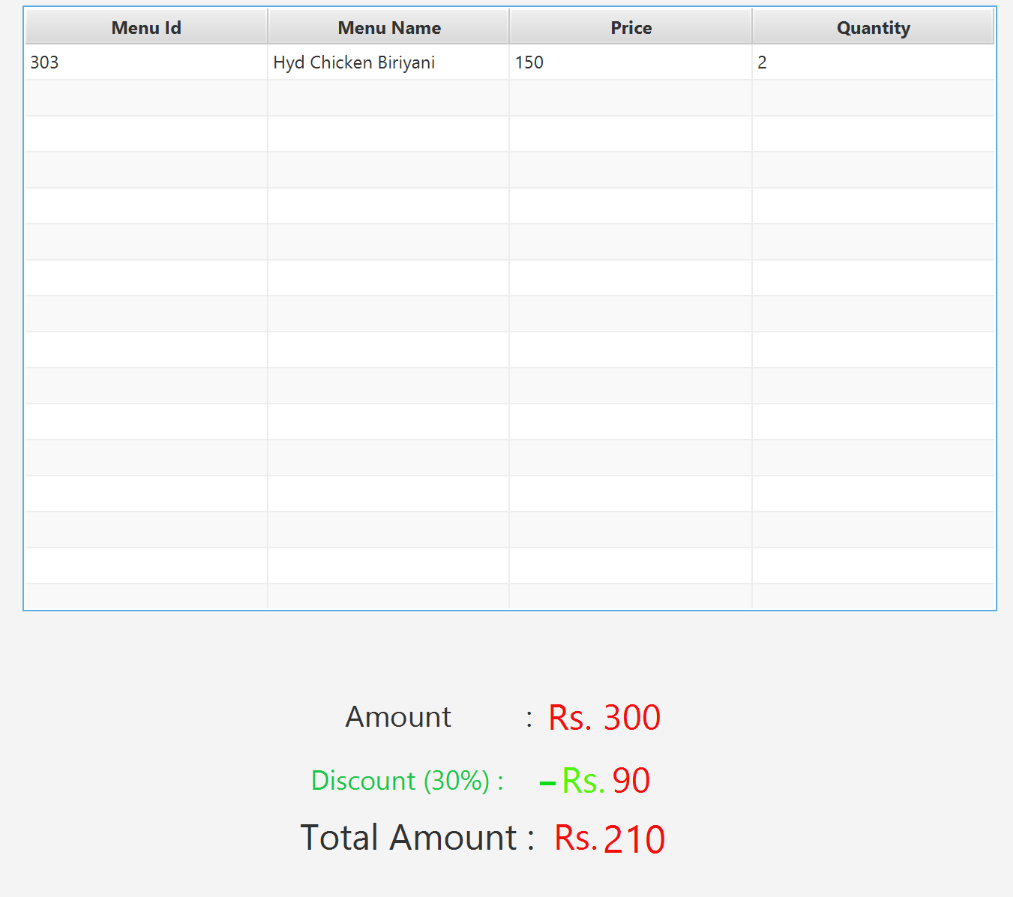 Menu Id Menu Name Price Quantity
303 Hyd Chicken Biriyani 150 2
Amount : Rs. 300
Discount (30%) : –Rs. 90
Total Amount : Rs. 210